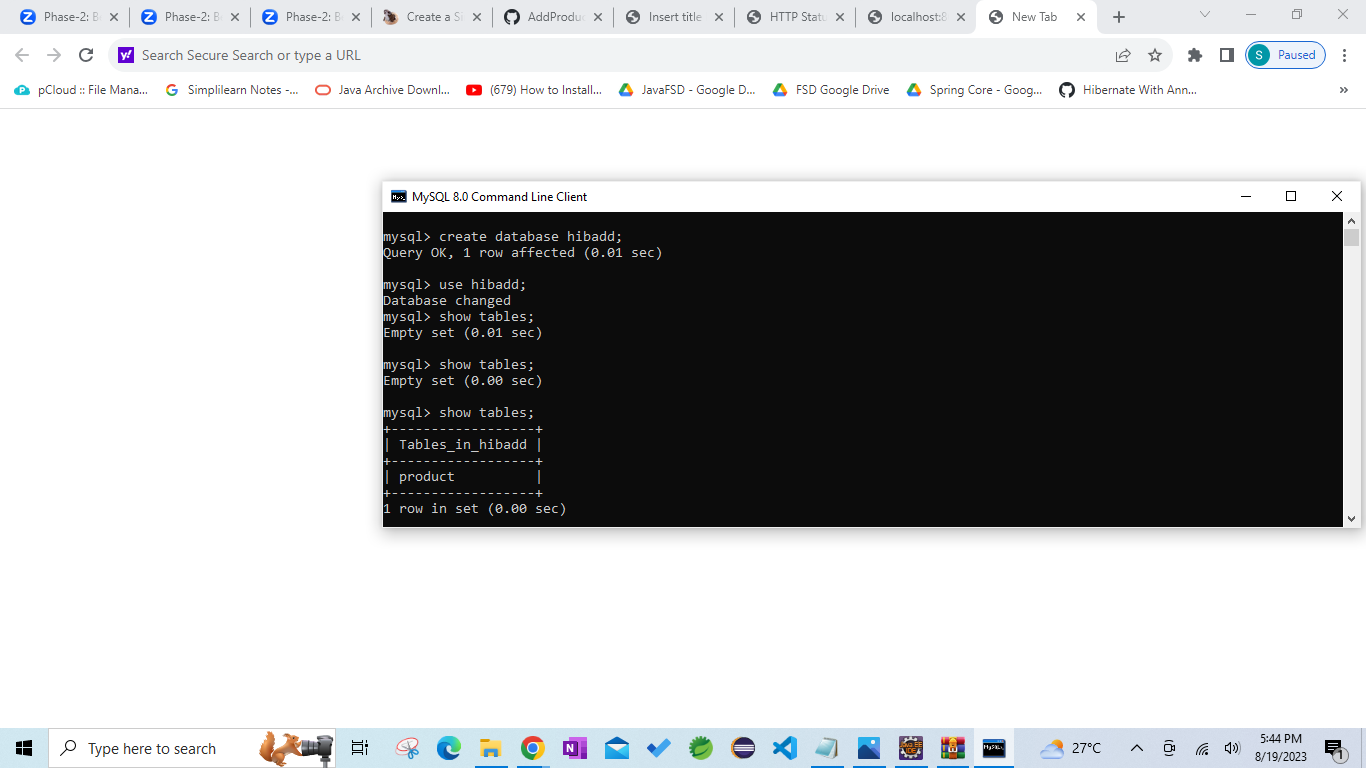 Phase-2: B
Phase-2: B
Phase-2: B
Create a S
AddProdu
Insert title
HTTP Statu
localhost:8
New Tab
Search Secure Search or type a URL
S Paused
pCloud :: File Mana...
Simplilearn Notes -...
Java Archive Downl...
(679) How to Install...
JavaFSD - Google D...
FSD Google Drive
Spring Core - Goog...
Hibernate With Ann...
MySQL 8.0 Command Line Client
mysql> create database hibadd;
Query OK, 1 row affected (0.01 sec)
mysql> use hibadd;
Database changed
mysql> show tables;
Empty set (0.01 sec)
mysql> show tables;
Empty set (0.00 sec)
mysql> show tables;
+------------------+
| Tables_in_hibadd |
+------------------+
| product          |
+------------------+
1 row in set (0.00 sec)
Type here to search
27°C
5:44 PM
8/19/2023
1